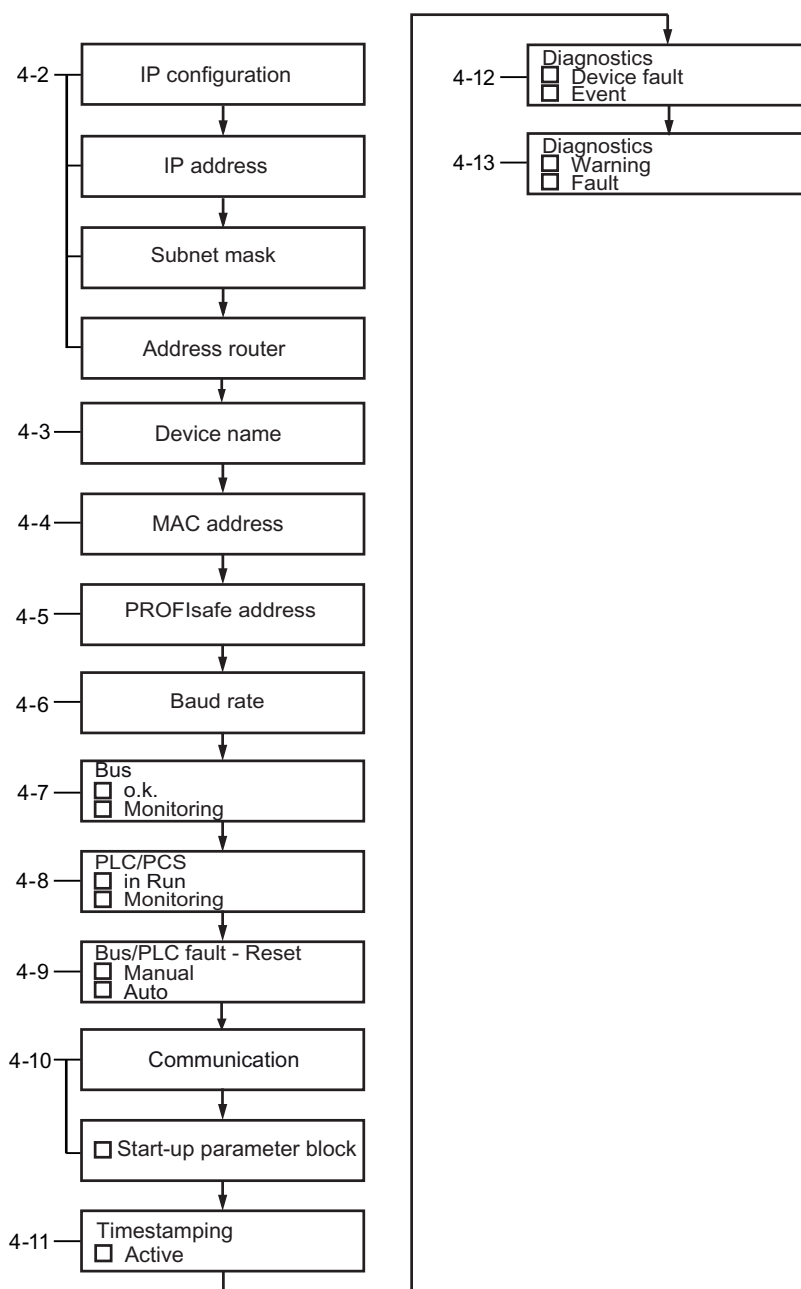 4-2
IP configuration
IP address
Subnet mask
Address router
4-3
Device name
4-4
MAC address
4-5
PROFIsafe address
4-6
Baud rate
4-7
Bus
o.k.
Monitoring
4-8
PLC/PCS
in Run
Monitoring
4-9
Bus/PLC fault - Reset
Manual
Auto
4-10
Communication
Start-up parameter block
4-11
Timestamping
Active
4-12
Diagnostics
Device fault
Event
4-13
Diagnostics
Warning
Fault